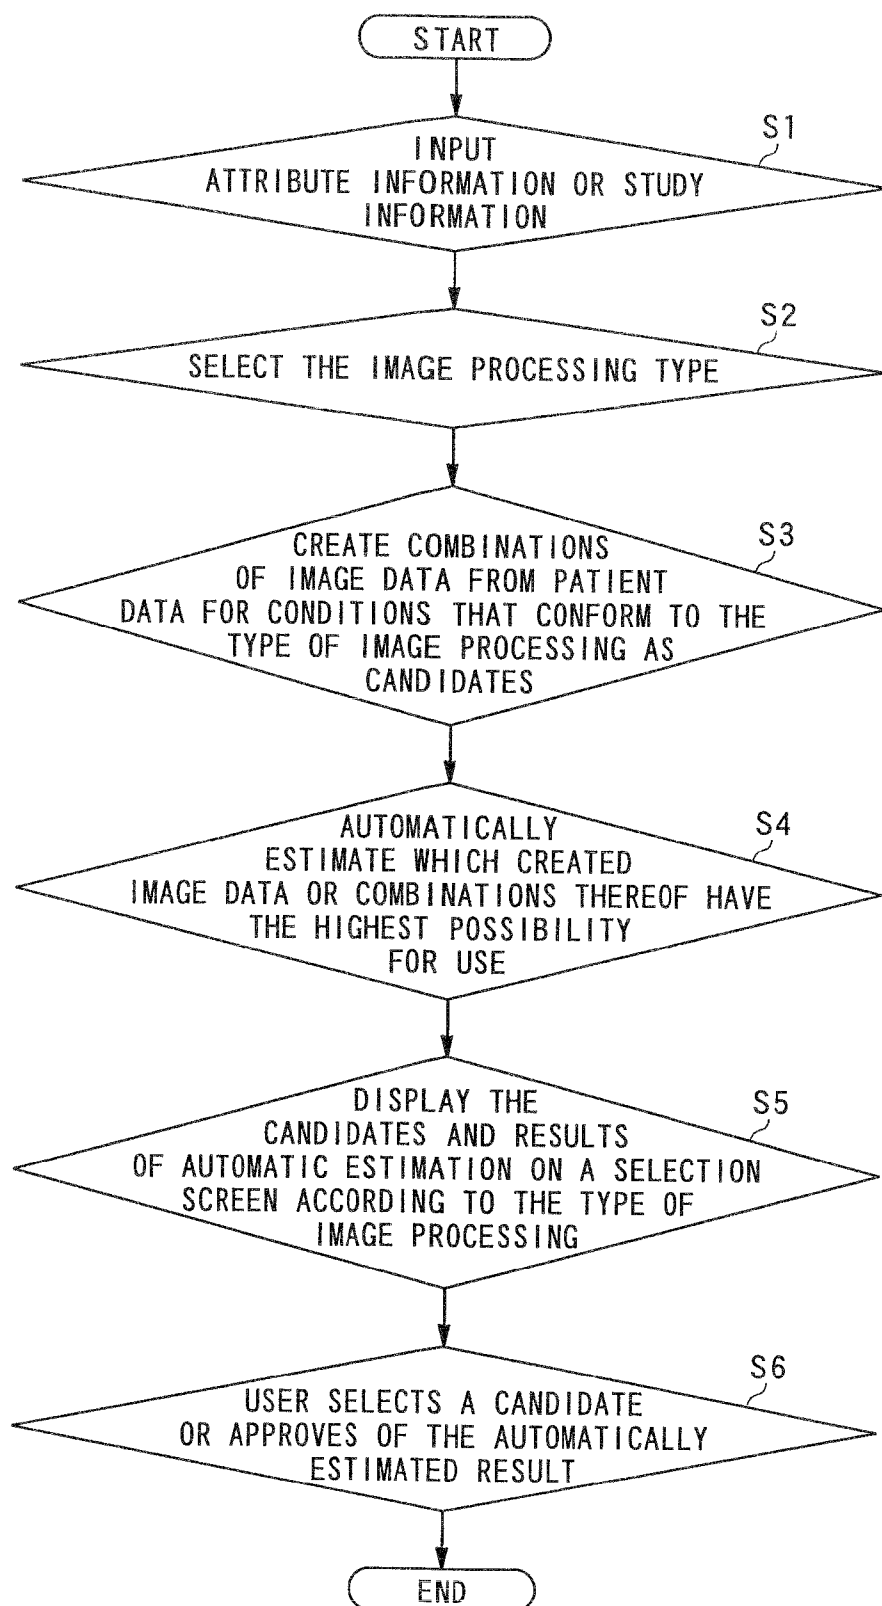 START
S1
INPUT
ATTRIBUTE INFORMATION OR STUDY
INFORMATION
S2
SELECT THE IMAGE PROCESSING TYPE
S3
CREATE COMBINATIONS
OF IMAGE DATA FROM PATIENT
DATA FOR CONDITIONS THAT CONFORM TO THE
TYPE OF IMAGE PROCESSING AS
CANDIDATES
S4
AUTOMATICALLY
ESTIMATE WHICH CREATED
IMAGE DATA OR COMBINATIONS THEREOF HAVE
THE HIGHEST POSSIBILITY
FOR USE
S5
DISPLAY THE
CANDIDATES AND RESULTS
OF AUTOMATIC ESTIMATION ON A SELECTION
SCREEN ACCORDING TO THE TYPE OF
IMAGE PROCESSING
S6
USER SELECTS A CANDIDATE
OR APPROVES OF THE AUTOMATICALLY
ESTIMATED RESULT
END